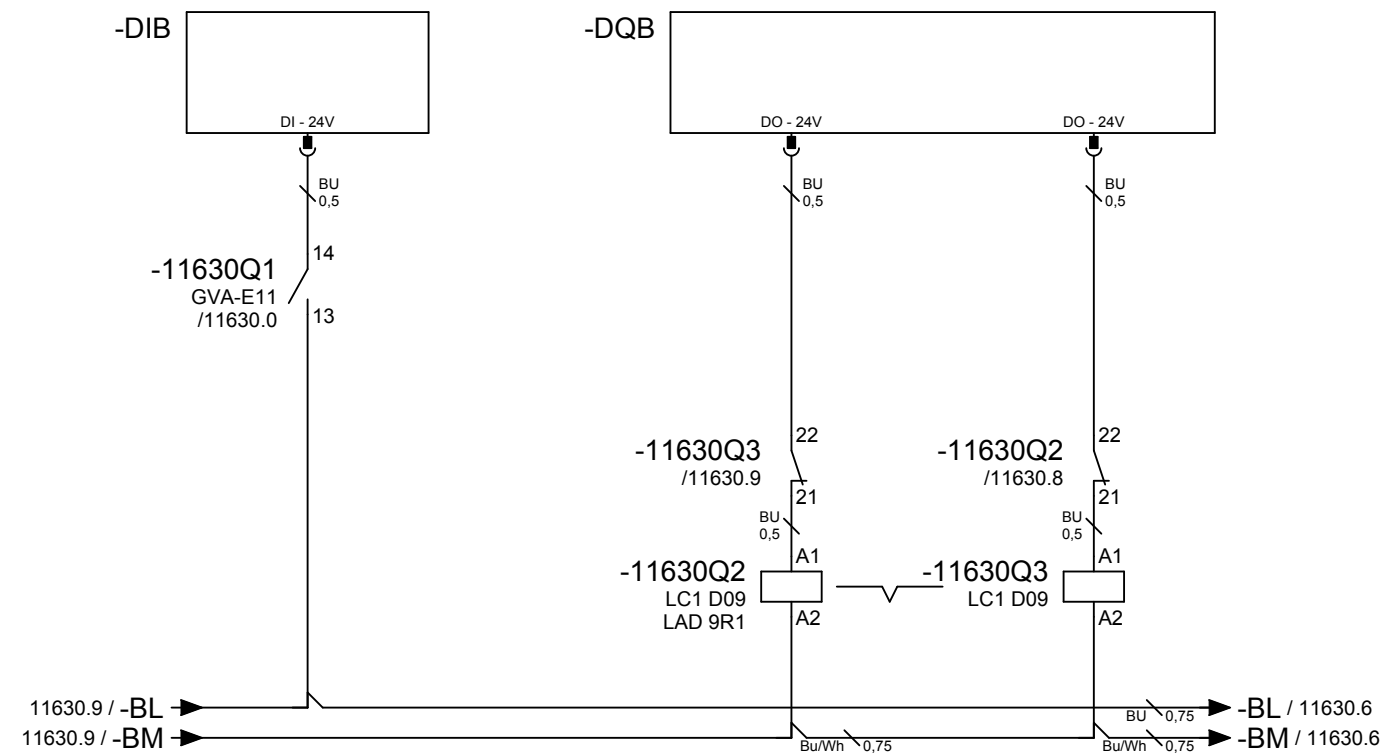 -DIB
-DQB
DI - 24V
DO - 24V
DO - 24V
BU
0,5
BU
0,5
BU
0,5
14
-11630Q1
GVA-E11
/11630.0
13
22
-11630Q3
/11630.9
21
22
-11630Q2
/11630.8
21
BU
0,5
BU
0,5
A1
-11630Q2
LC1 D09
LAD 9R1
A2
A1
-11630Q3
LC1 D09
A2
11630.9 / -BL
BU 0,75
-BL / 11630.6
11630.9 / -BM
Bu/Wh 0,75
Bu/Wh 0,75
-BM / 11630.6